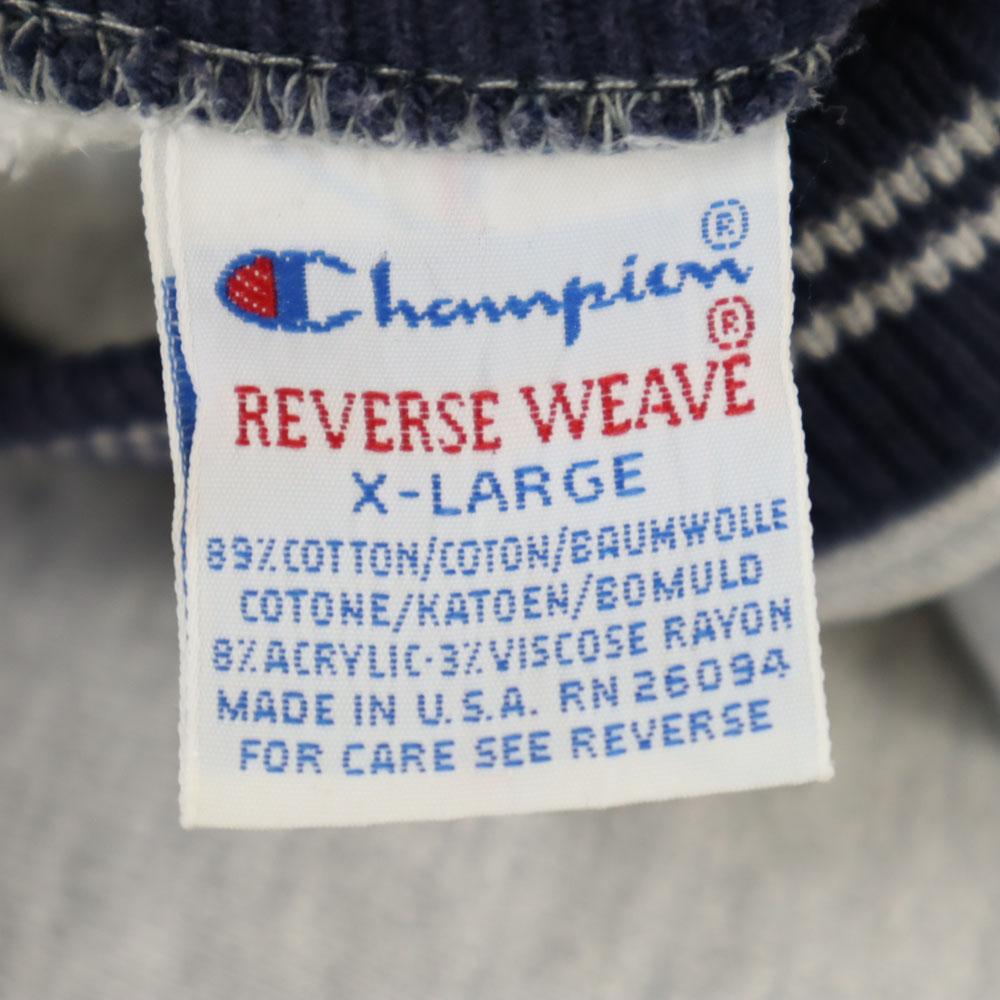 Champion®
REVERSE WEAVE®
X-LARGE
89%COTTON/COTON/BAUMWOLLE
COTONE/KATOEN/BOMULD
8%ACRYLIC·3%VISCOSE RAYON
MADE IN U.S.A. RN 26094
FOR CARE SEE REVERSE